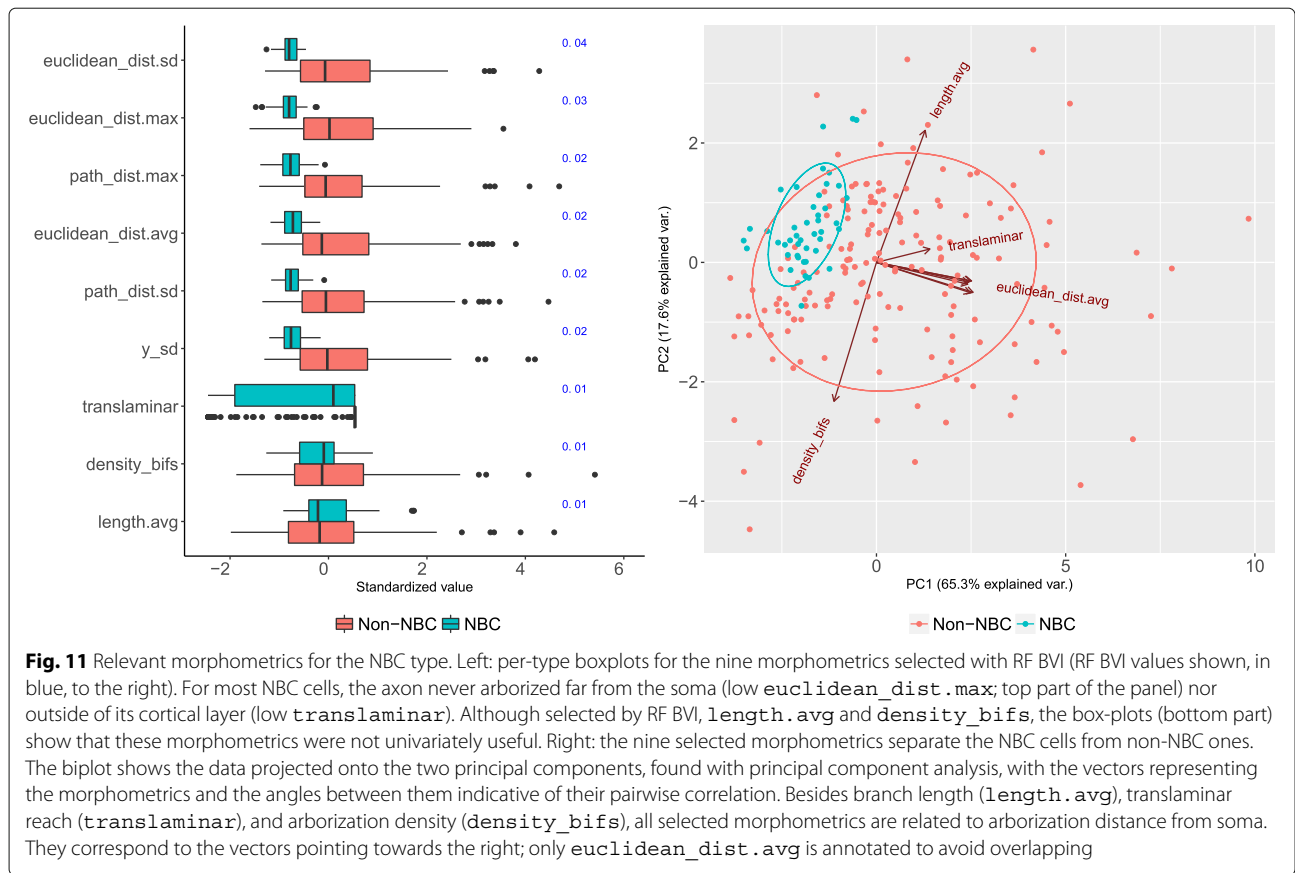 euclidean_dist.sd
0.04
euclidean_dist.max
0.03
path_dist.max
0.02
euclidean_dist.avg
0.02
path_dist.sd
0.02
y_sd
0.02
translaminar
0.01
density_bifs
0.01
length.avg
0.01
−2 0 2 4 6
Standardized value
Non−NBC NBC
length.avg
translaminar
euclidean_dist.avg
density_bifs
2
0
−2
−4
PC2 (17.6% explained var.)
0 5 10
PC1 (65.3% explained var.)
Non−NBC NBC
Fig. 11 Relevant morphometrics for the NBC type. Left: per-type boxplots for the nine morphometrics selected with RF BVI (RF BVI values shown, in
blue, to the right). For most NBC cells, the axon never arborized far from the soma (low euclidean_dist.max; top part of the panel) nor
outside of its cortical layer (low translaminar). Although selected by RF BVI, length.avg and density_bifs, the box-plots (bottom part)
show that these morphometrics were not univariately useful. Right: the nine selected morphometrics separate the NBC cells from non-NBC ones.
The biplot shows the data projected onto the two principal components, found with principal component analysis, with the vectors representing
the morphometrics and the angles between them indicative of their pairwise correlation. Besides branch length (length.avg), translaminar
reach (translaminar), and arborization density (density_bifs), all selected morphometrics are related to arborization distance from soma.
They correspond to the vectors pointing towards the right; only euclidean_dist.avg is annotated to avoid overlapping